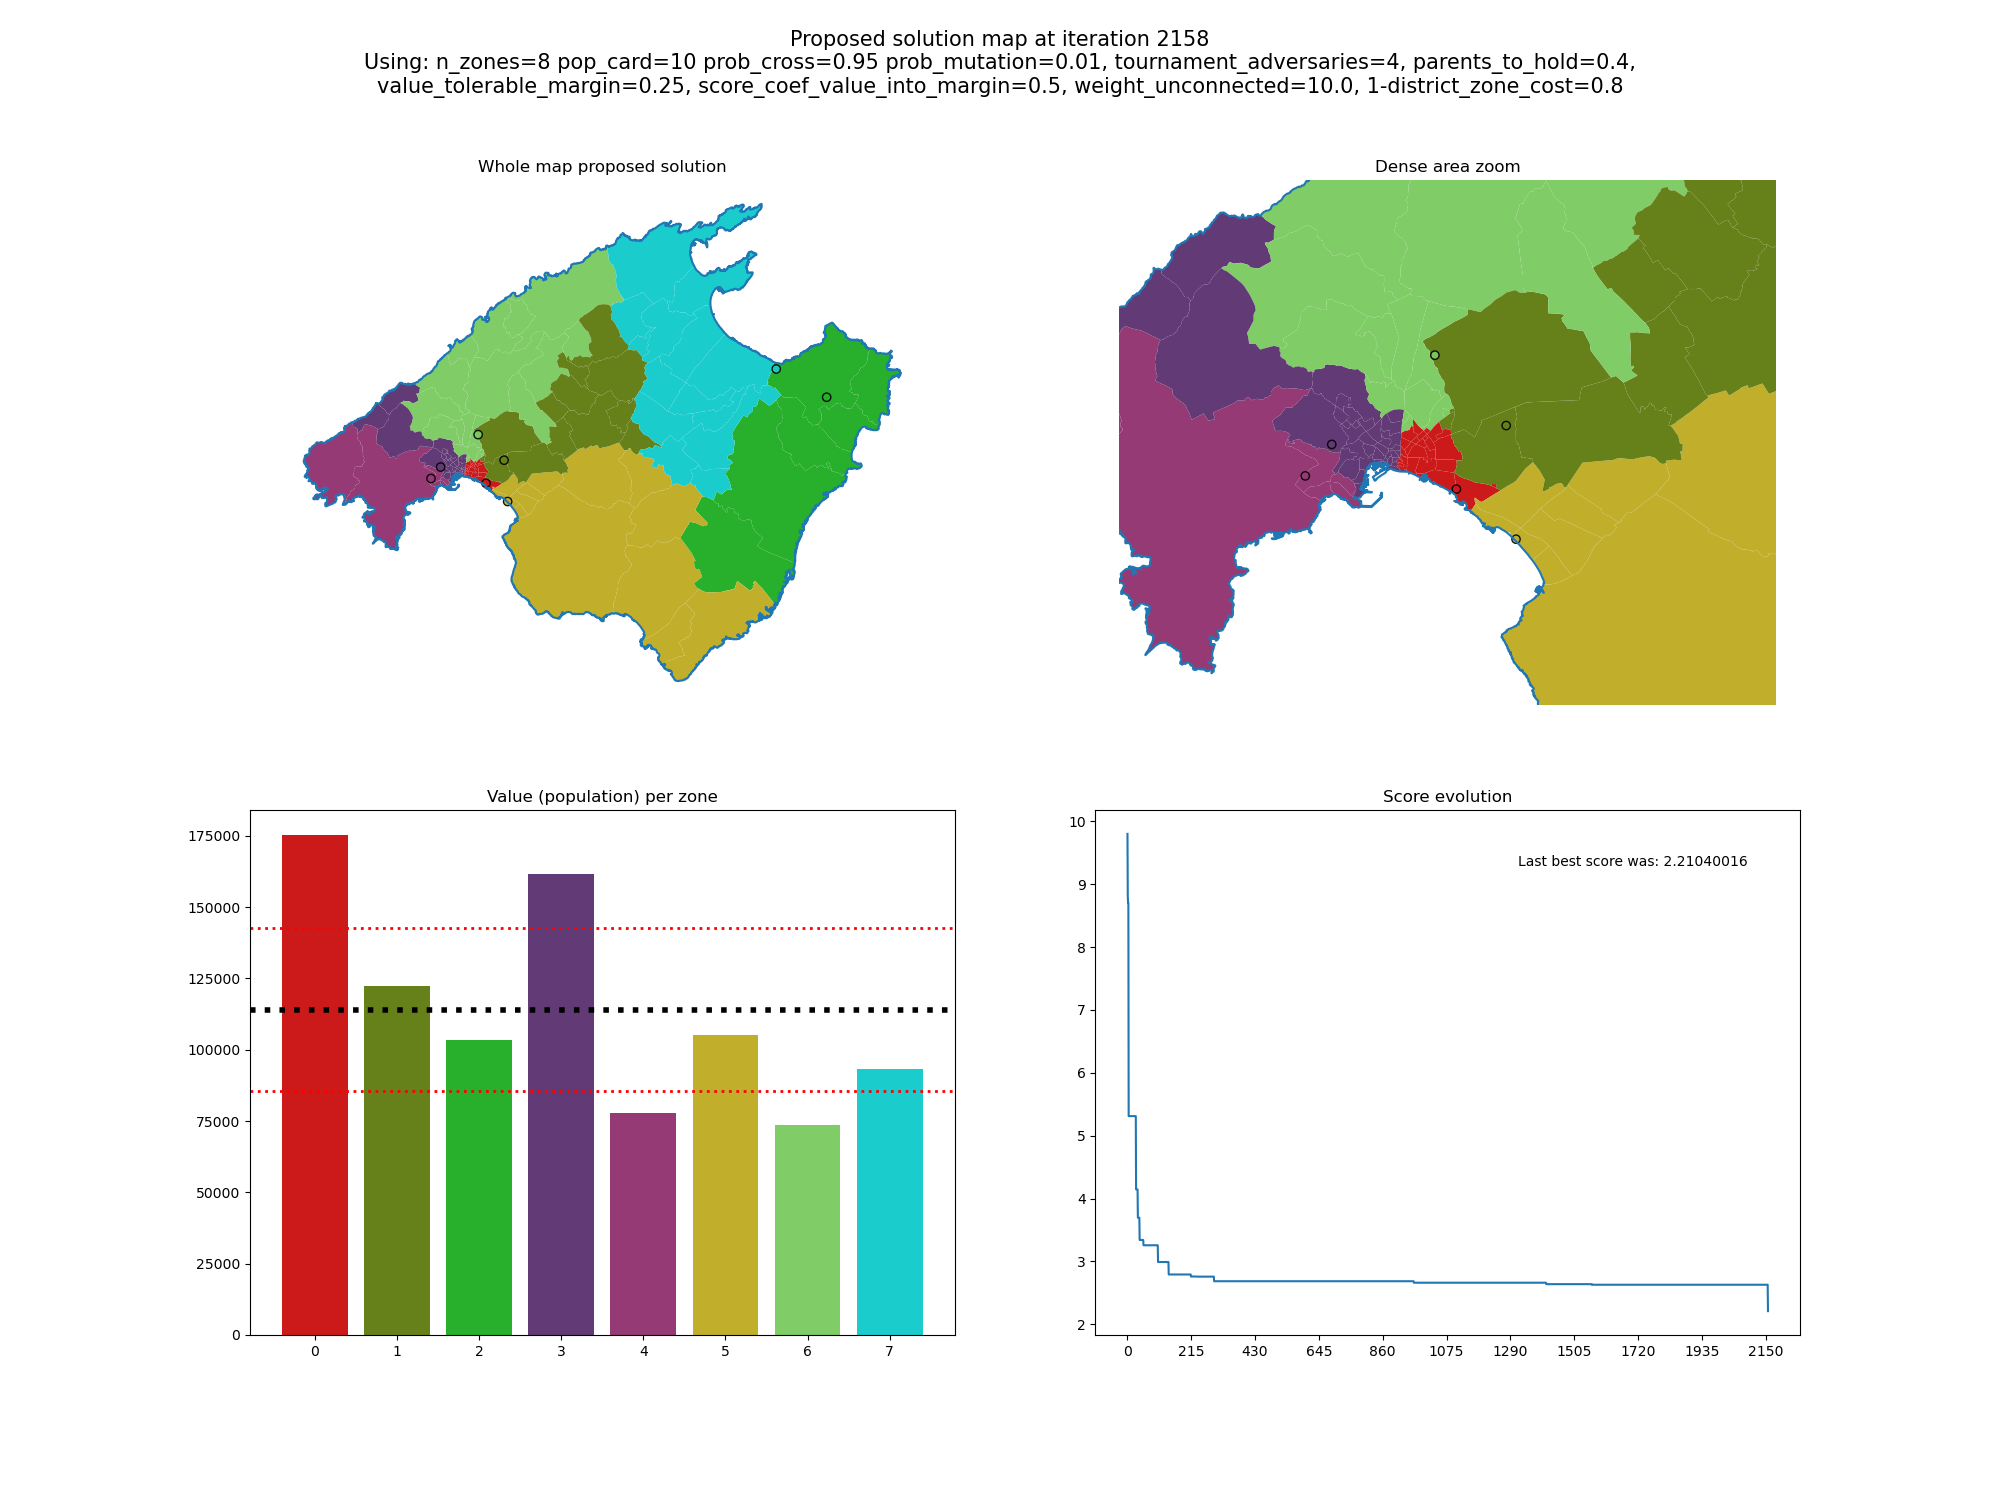 Proposed solution map at iteration 2158
Using: n_zones=8 pop_card=10 prob_cross=0.95 prob_mutation=0.01, tournament_adversaries=4, parents_to_hold=0.4,
value_tolerable_margin=0.25, score_coef_value_into_margin=0.5, weight_unconnected=10.0, 1-district_zone_cost=0.8
Whole map proposed solution
Dense area zoom
Value (population) per zone
175000
150000
125000
100000
75000
50000
25000
0
0 1 2 3 4 5 6 7
Score evolution
Last best score was: 2.21040016
10
9
8
7
6
5
4
3
2
0 215 430 645 860 1075 1290 1505 1720 1935 2150